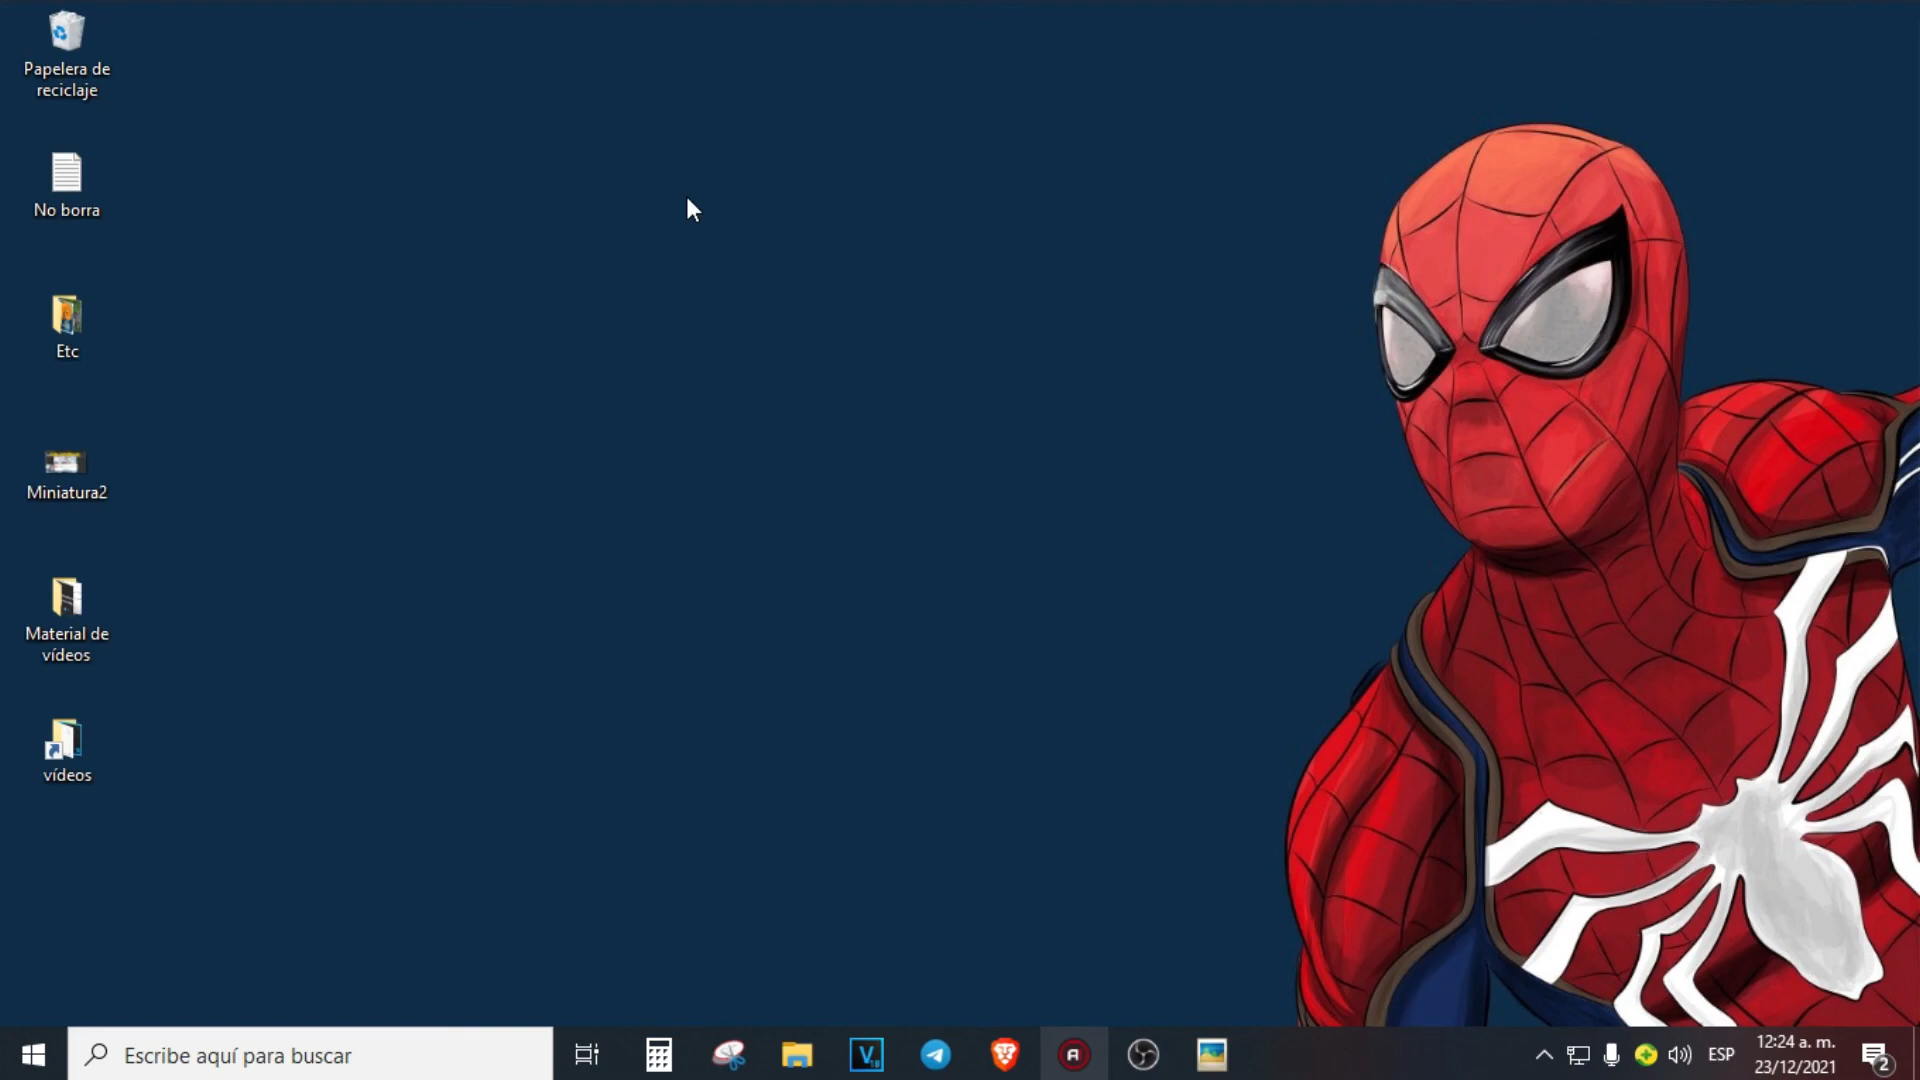 Papelera de
reciclaje
No borra
Etc
Miniatura2
Material de
vídeos
vídeos
Escribe aquí para buscar
V
18
A
ESP
12:24 a. m.
23/12/2021
2